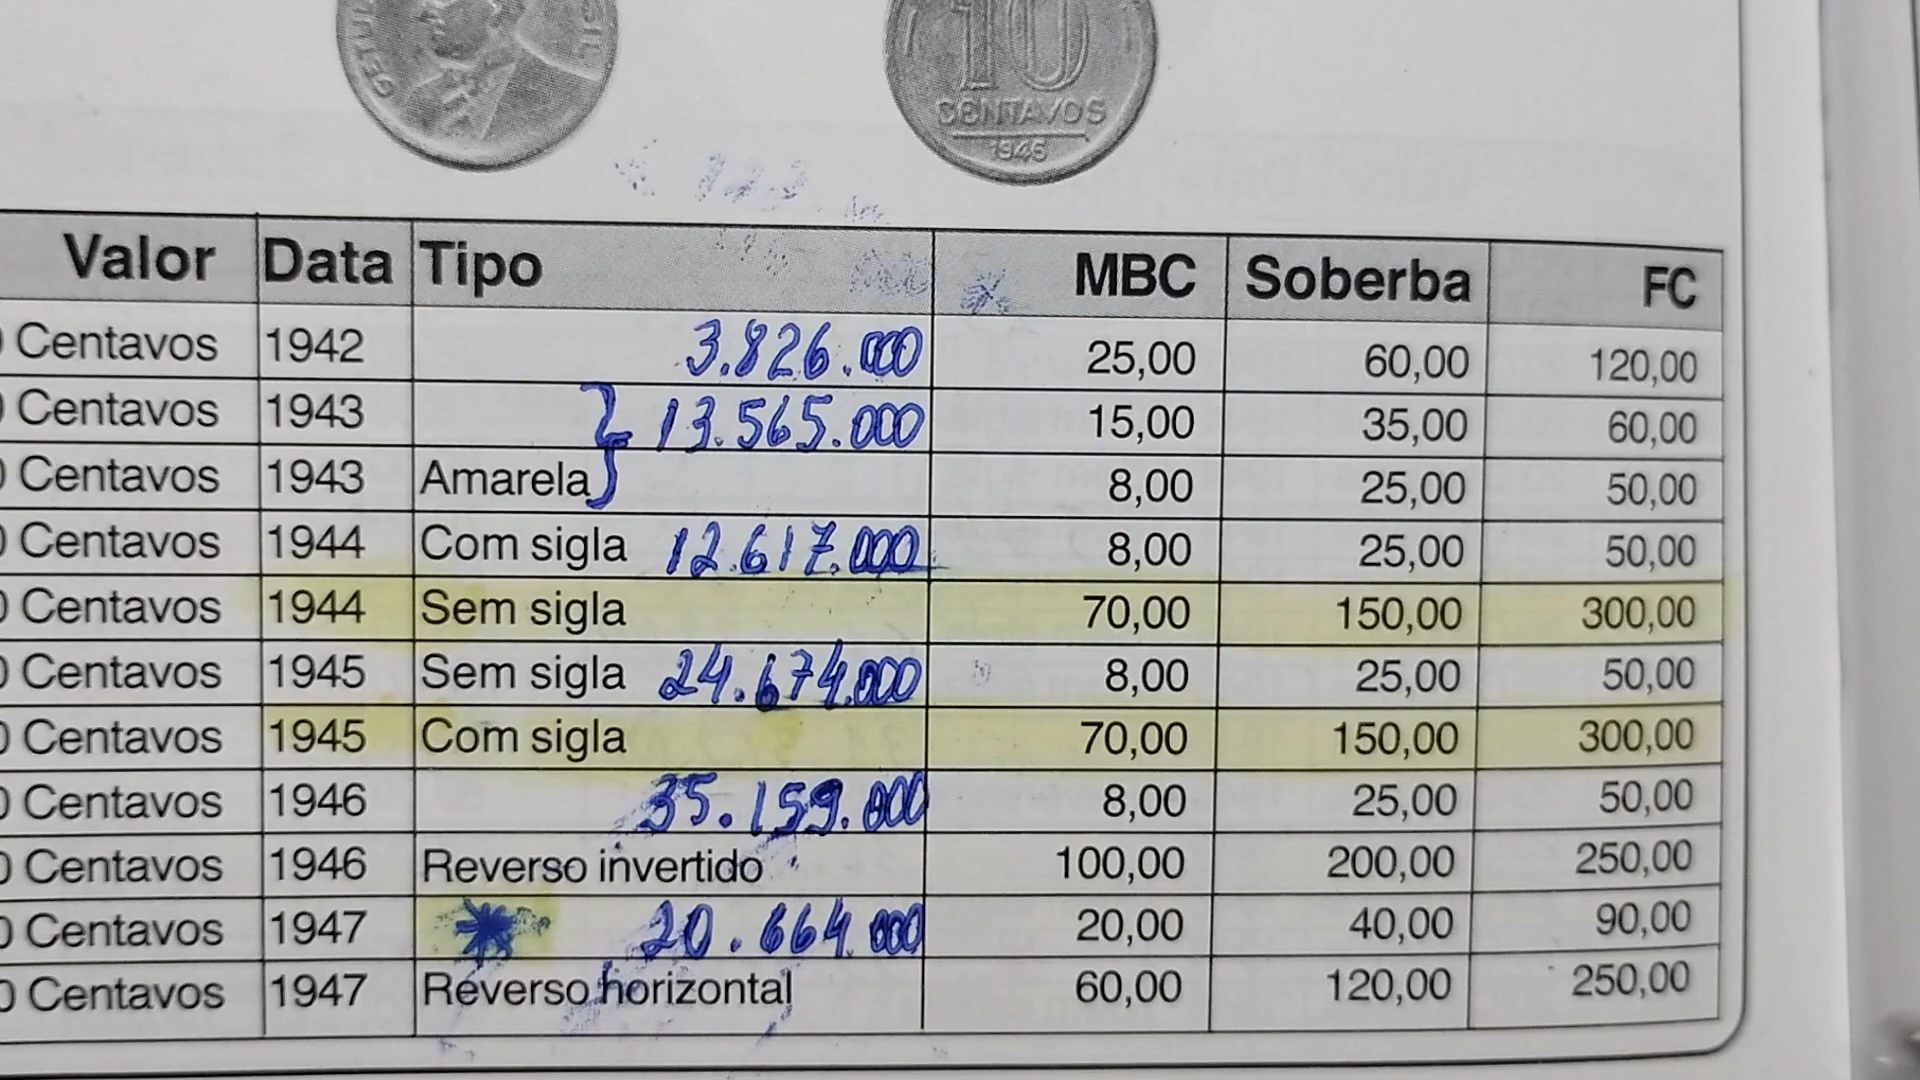 10
CENTAVOS
1945
Valor Data Tipo MBC Soberba FC
Centavos 1942 3.826.000 25,00 60,00 120,00
Centavos 1943 } 13.565.000 15,00 35,00 60,00
Centavos 1943 Amarela 8,00 25,00 50,00
Centavos 1944 Com sigla 12.617.000 8,00 25,00 50,00
Centavos 1944 Sem sigla 70,00 150,00 300,00
Centavos 1945 Sem sigla 24.674.000 8,00 25,00 50,00
Centavos 1945 Com sigla 70,00 150,00 300,00
Centavos 1946 35.159.000 8,00 25,00 50,00
Centavos 1946 Reverso invertido 100,00 200,00 250,00
Centavos 1947 * 20.664.000 20,00 40,00 90,00
Centavos 1947 Reverso horizontal 60,00 120,00 250,00